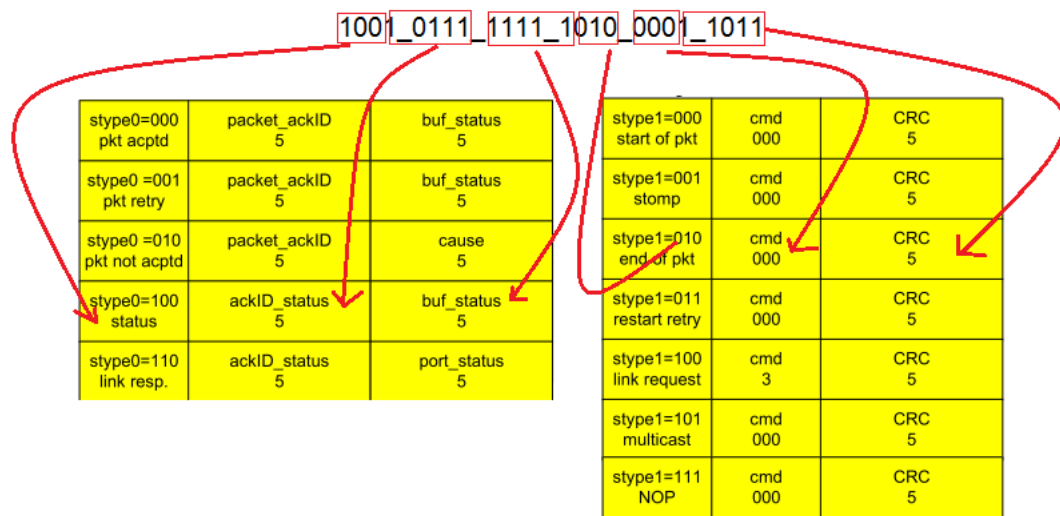 1001_0111_1111_1010_0001_1011
stype0=000 packet_ackID buf_status
pkt acptd 5 5
stype0 =001 packet_ackID buf_status
pkt retry 5 5
stype0 =010 packet_ackID cause
pkt not acptd 5 5
stype0=100 ackID_status buf_status
status 5 5
stype0=110 ackID_status port_status
link resp. 5 5
stype1=000 cmd CRC
start of pkt 000 5
stype1=001 cmd CRC
stomp 000 5
stype1=010 cmd CRC
end of pkt 000 5
stype1=011 cmd CRC
restart retry 000 5
stype1=100 cmd CRC
link request 3 5
stype1=101 cmd CRC
multicast 000 5
stype1=111 cmd CRC
NOP 000 5